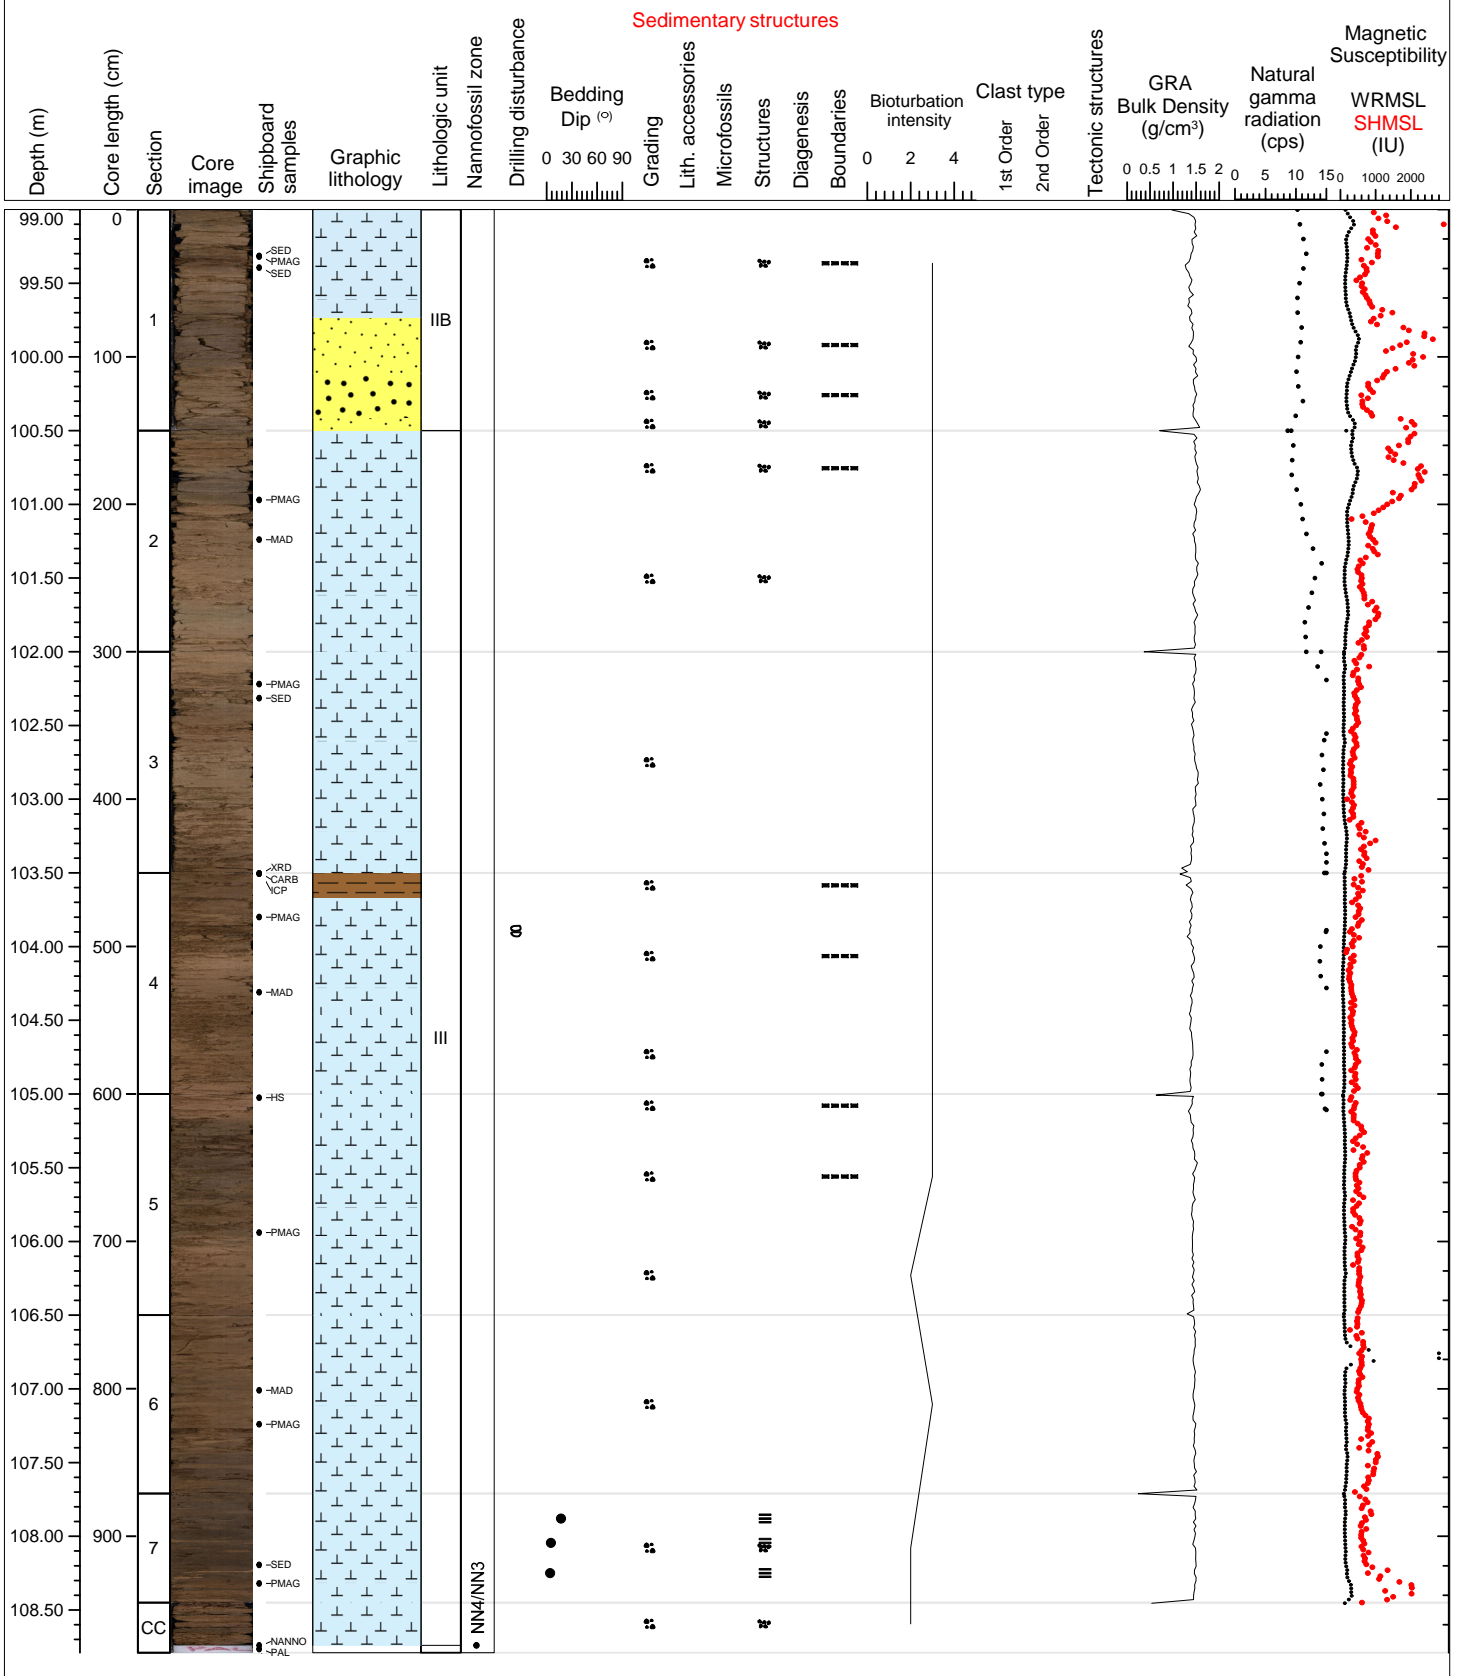 Sedimentary structures
Depth (m)
Core length (cm)
Section
Core
image
Shipboard
samples
Graphic
lithology
Lithologic unit
Nannofossil zone
Drilling disturbance
Bedding
Dip (o)
0 30 60 90
Grading
Lith. accessories
Microfossils
Structures
Diagenesis
Boundaries
Bioturbation
intensity
0 2 4
Clast type
1st Order
2nd Order
Tectonic structures
GRA
Bulk Density
(g/cm³)
0 0.5 1 1.5 2
Natural
gamma
radiation
(cps)
0 5 10 15
Magnetic
Susceptibility
WRMSL
SHMSL
(IU)
0 1000 2000
99.00
99.50
100.00
100.50
101.00
101.50
102.00
102.50
103.00
103.50
104.00
104.50
105.00
105.50
106.00
106.50
107.00
107.50
108.00
108.50
0
100
200
300
400
500
600
700
800
900
1
2
3
4
5
6
7
CC
SED
PMAG
SED
PMAG
MAD
PMAG
SED
XRD
CARB
ICP
PMAG
MAD
HS
PMAG
MAD
PMAG
SED
PMAG
NANNO
PAL
IIB
III
NN4/NN3